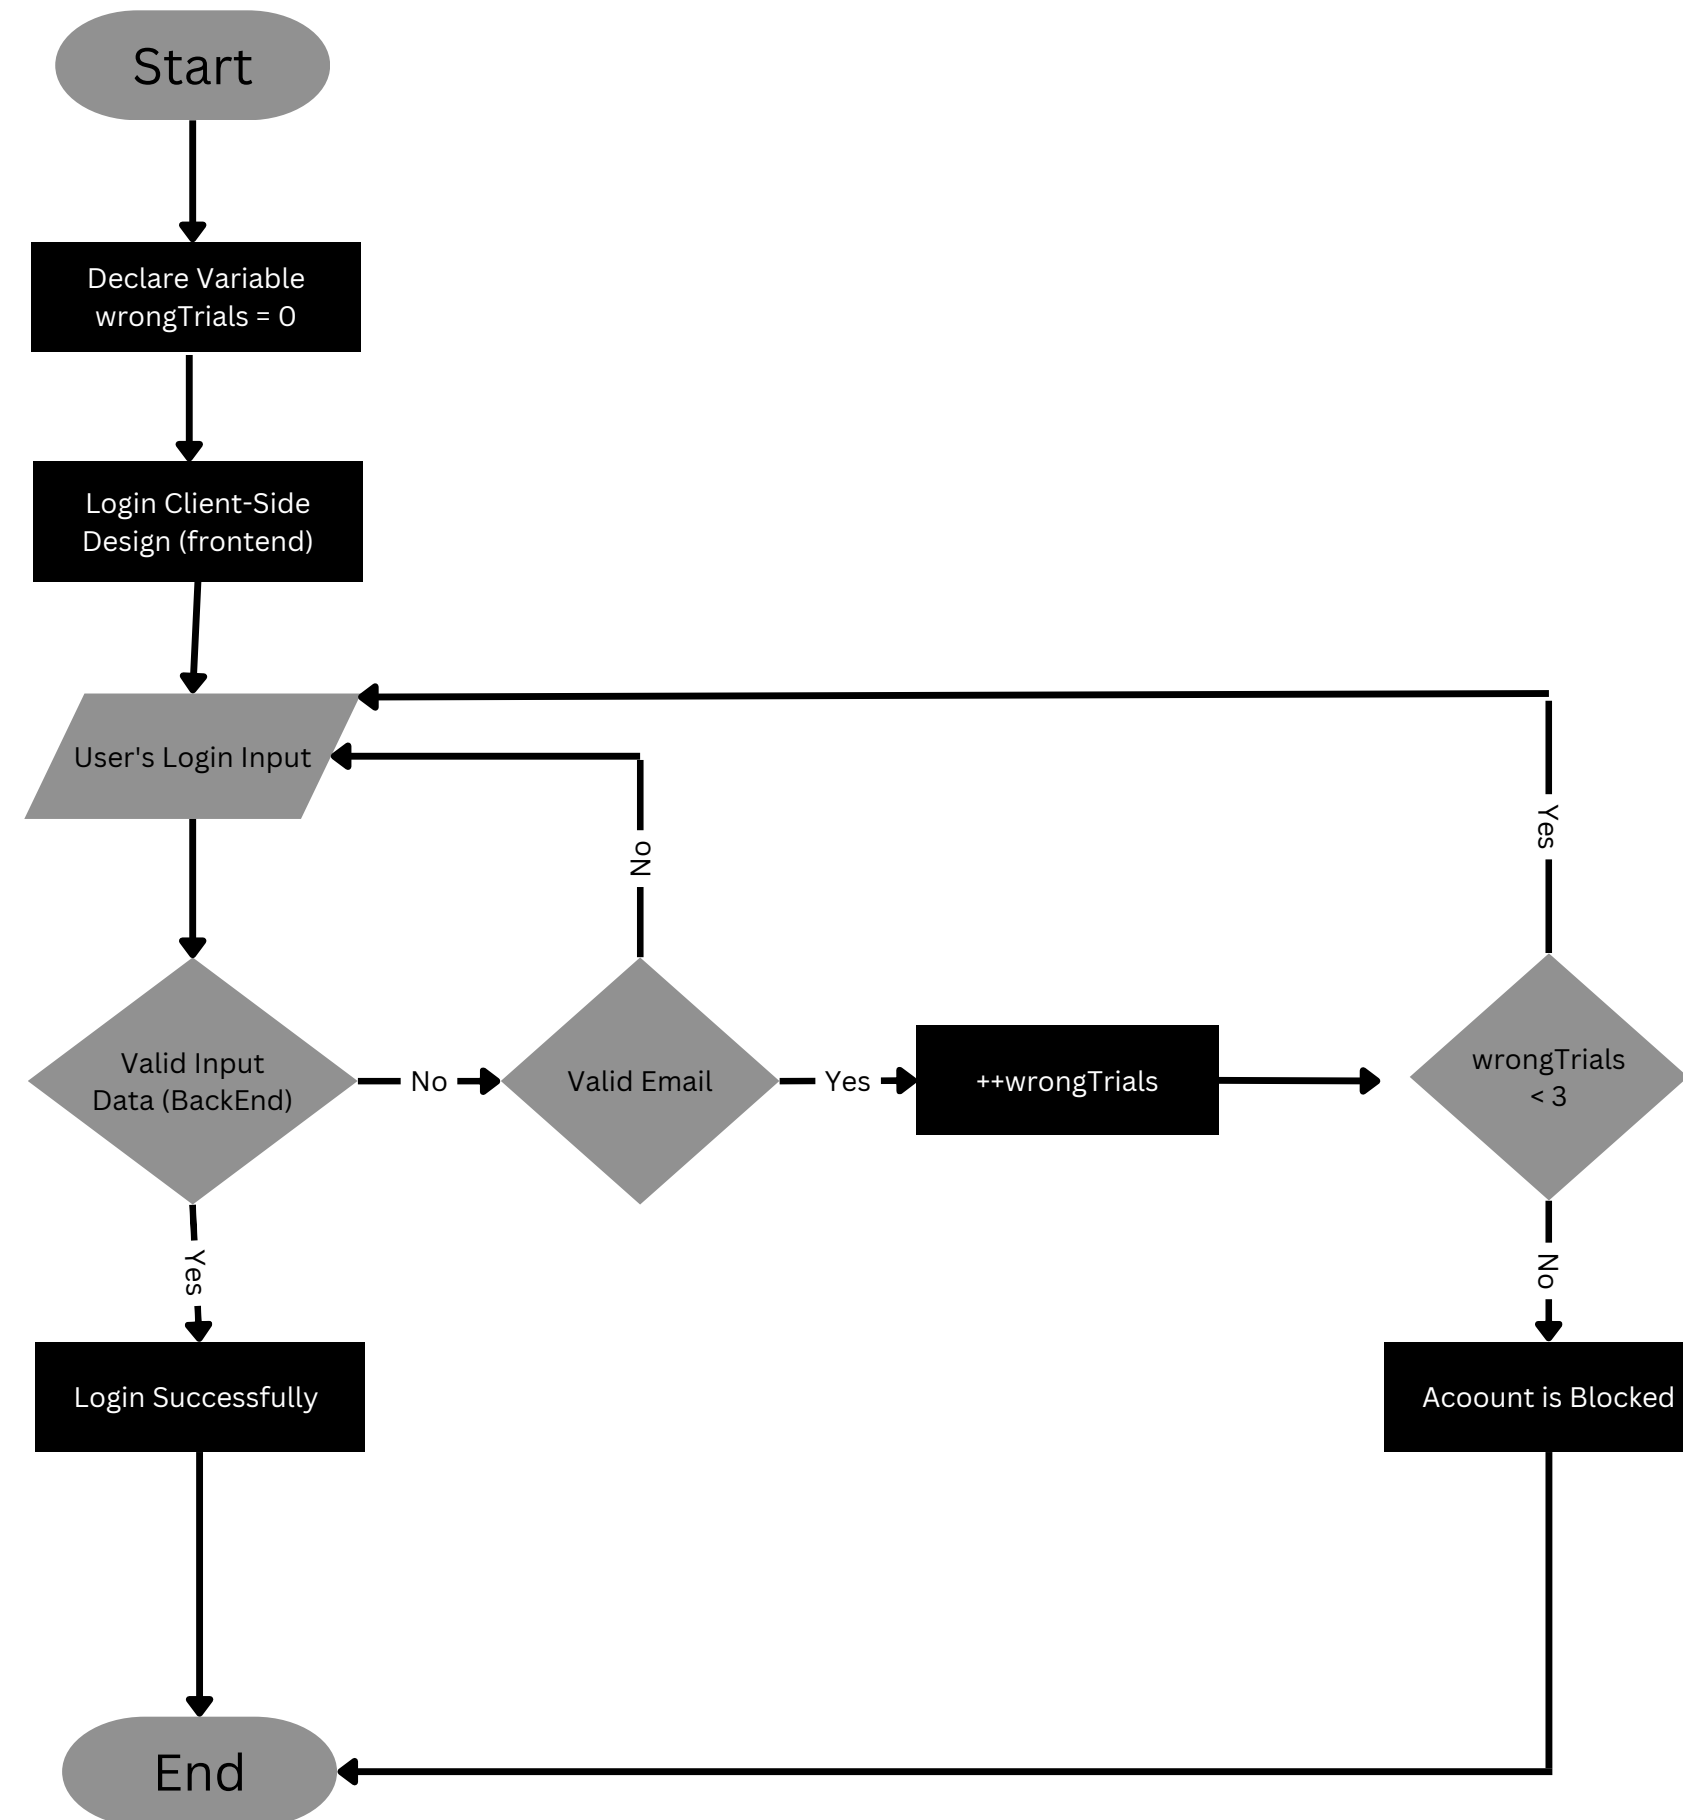 Start
Declare Variable
wrongTrials = 0
Login Client-Side
Design (frontend)
User's Login Input
No
Yes
Valid Input
Data (BackEnd)
No
Valid Email
Yes
++wrongTrials
wrongTrials
< 3
Yes
No
Login Successfully
Acoount is Blocked
End